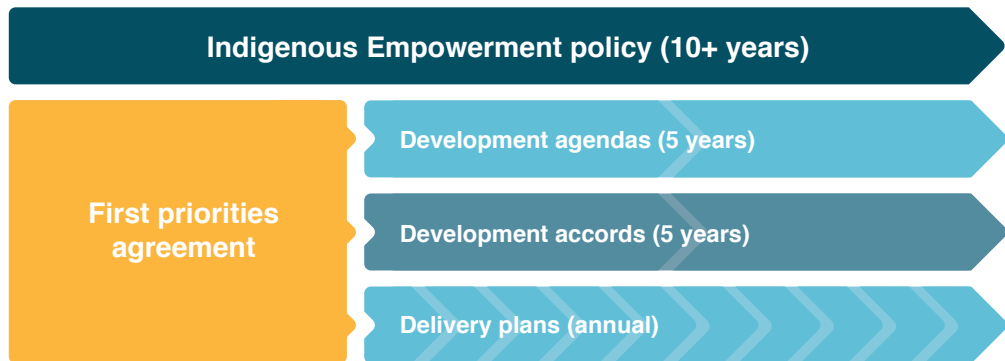 Indigenous Empowerment policy (10+ years)
First priorities
agreement
Development agendas (5 years)
Development accords (5 years)
Delivery plans (annual)